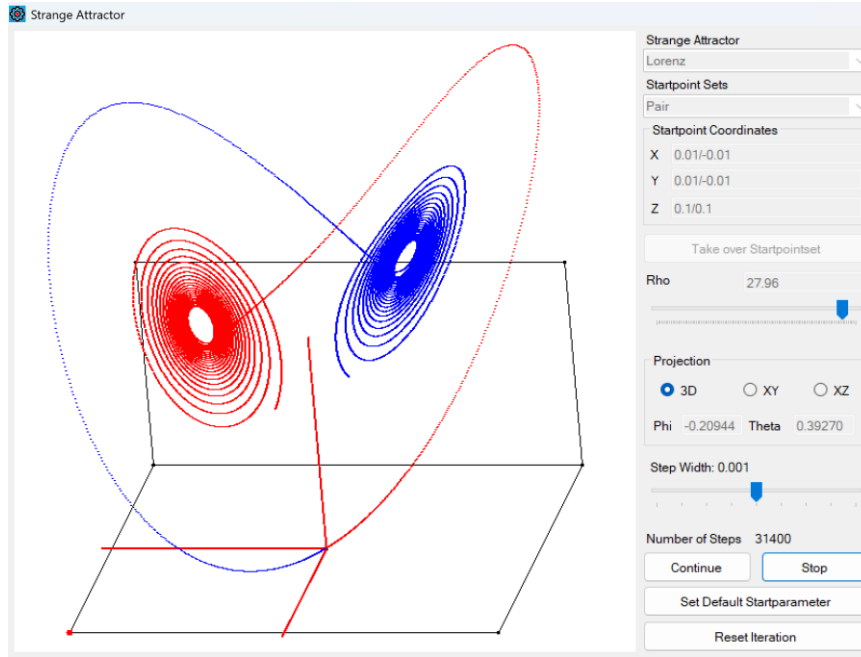 Strange Attractor
Strange Attractor
Lorenz
Startpoint Sets
Pair
Startpoint Coordinates
X 0.01/-0.01
Y 0.01/-0.01
Z 0.1/0.1
Take over Startpointset
Rho 27.96
Projection
3D XY XZ
Phi -0.20944 Theta 0.39270
Step Width: 0.001
Number of Steps 31400
Continue Stop
Set Default Startparameter
Reset Iteration